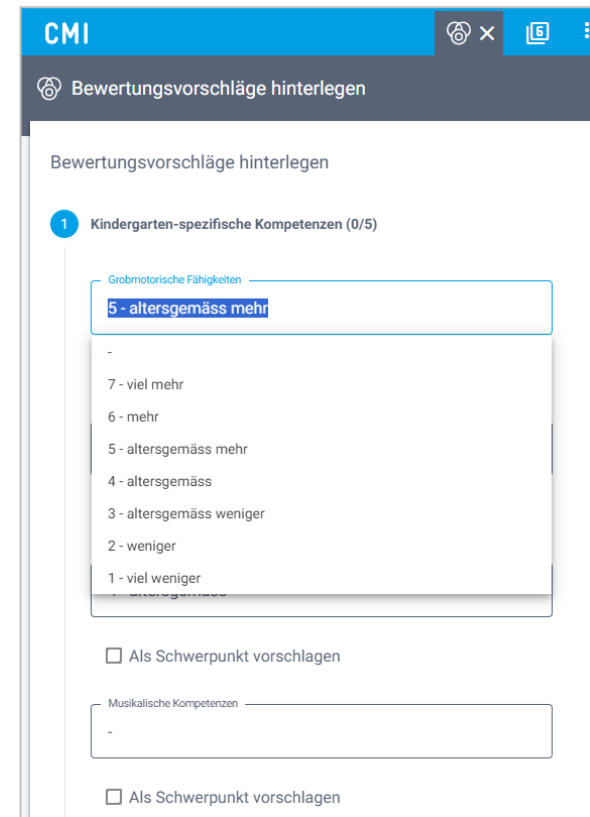 CMI
6
Bewertungsvorschläge hinterlegen
Bewertungsvorschläge hinterlegen
1 Kindergarten-spezifische Kompetenzen (0/5)
Grobmotorische Fähigkeiten
5 - altersgemäss mehr
-
7 - viel mehr
6 - mehr
5 - altersgemäss mehr
4 - altersgemäss
3 - altersgemäss weniger
2 - weniger
1 - viel weniger
Als Schwerpunkt vorschlagen
Musikalische Kompetenzen
-
Als Schwerpunkt vorschlagen